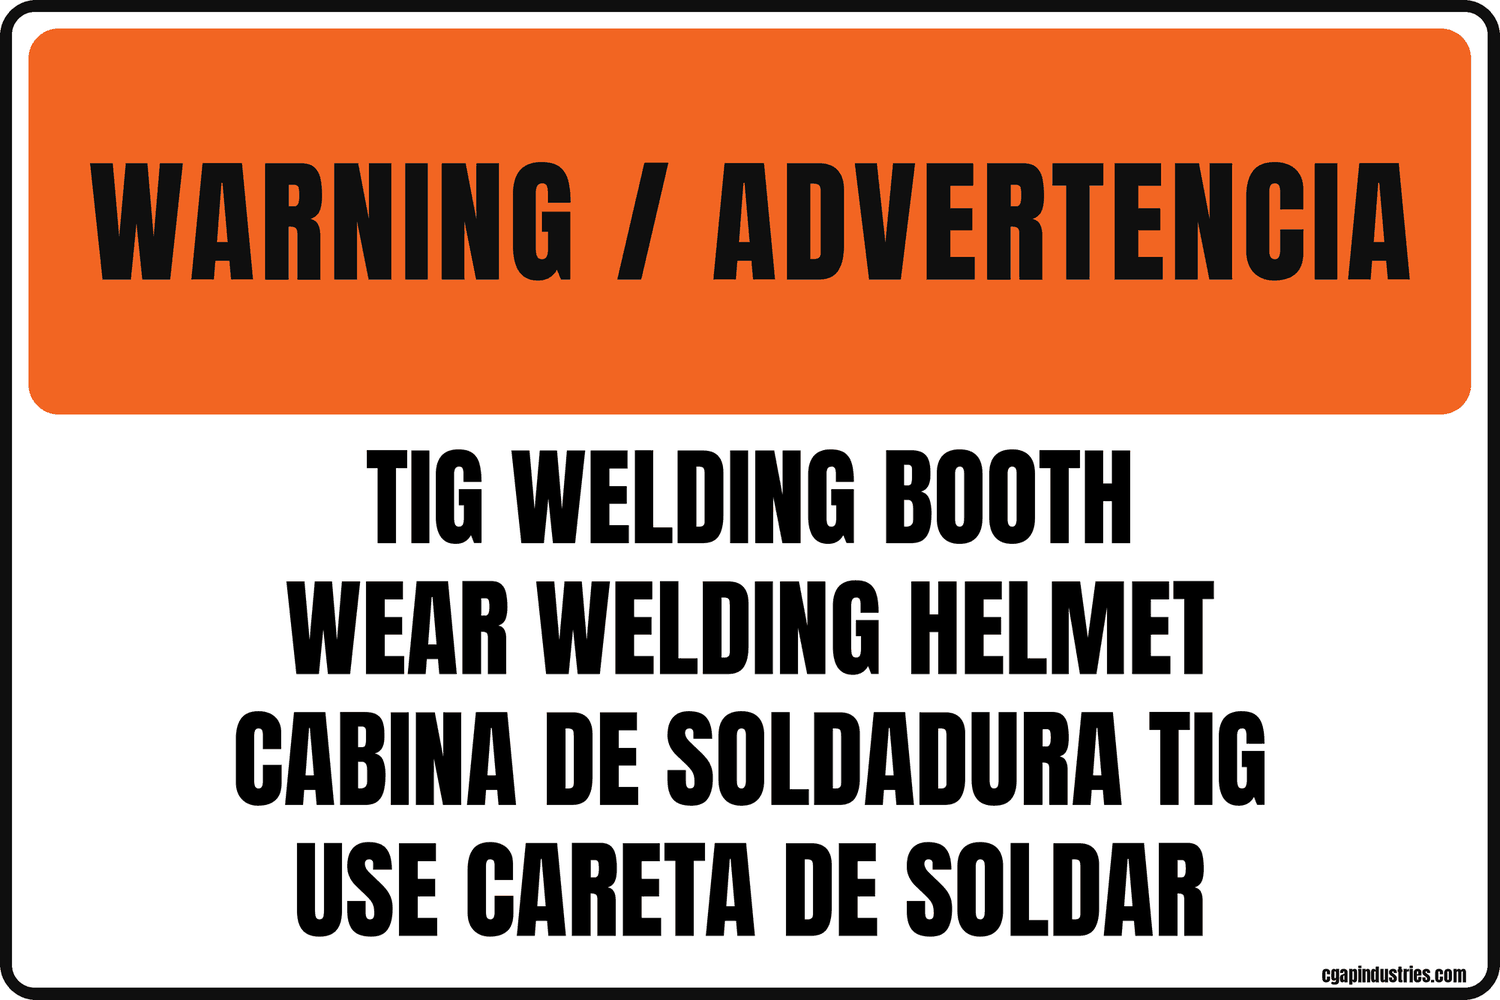 WARNING / ADVERTENCIA
TIG WELDING BOOTH
WEAR WELDING HELMET
CABINA DE SOLDADURA TIG
USE CARETA DE SOLDAR
cgapindustries.com